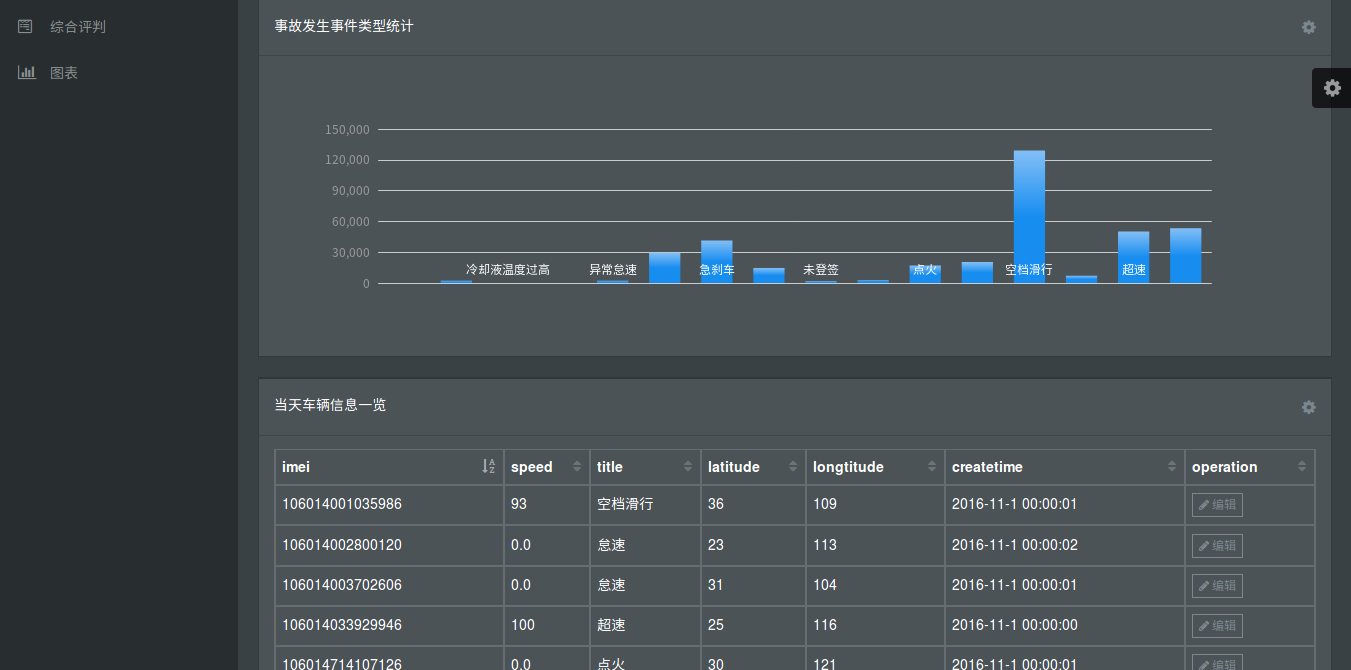 综合评判
图表
事故发生事件类型统计
150,000
120,000
90,000
60,000
30,000
0
冷却液温度过高 异常怠速 急刹车 未登签 点火 空档滑行 超速
当天车辆信息一览
imei speed title latitude longtitude createtime operation
106014001035986 93 空档滑行 36 109 2016-11-1 00:00:01 编辑
106014002800120 0.0 怠速 23 113 2016-11-1 00:00:02 编辑
106014003702606 0.0 怠速 31 104 2016-11-1 00:00:01 编辑
106014033929946 100 超速 25 116 2016-11-1 00:00:00 编辑
106014714107126 0.0 点火 30 121 2016-11-1 00:00:01 编辑